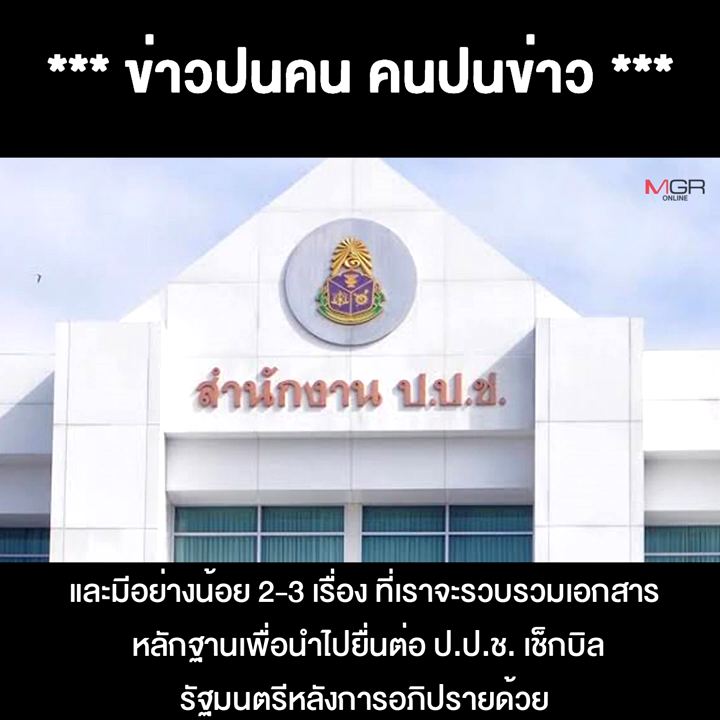 *** ข่าวปนคน คนปนข่าว ***
MGR
ONLINE
สำนักงาน ป.ป.ช.
และมีอย่างน้อย 2-3 เรื่อง ที่เราจะรวบรวมเอกสาร
หลักฐานเพื่อนำไปยื่นต่อ ป.ป.ช. เช็กบิล
รัฐมนตรีหลังการอภิปรายด้วย